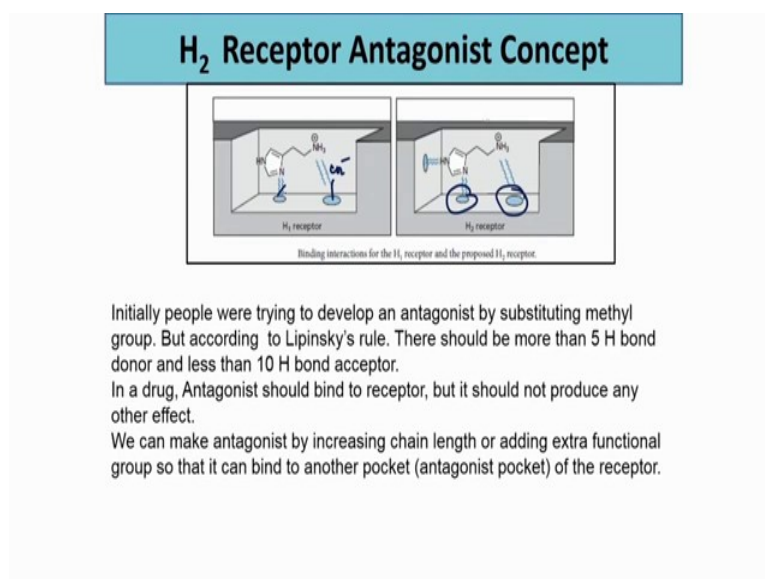 H₂ Receptor Antagonist Concept
HN
N
NH₃
H₁ receptor
HN
N
NH₃
H₂ receptor
Binding interactions for the H₁ receptor and the proposed H₂ receptor.
Initially people were trying to develop an antagonist by substituting methyl
group. But according to Lipinsky's rule. There should be more than 5 H bond
donor and less than 10 H bond acceptor.
In a drug, Antagonist should bind to receptor, but it should not produce any
other effect.
We can make antagonist by increasing chain length or adding extra functional
group so that it can bind to another pocket (antagonist pocket) of the receptor.